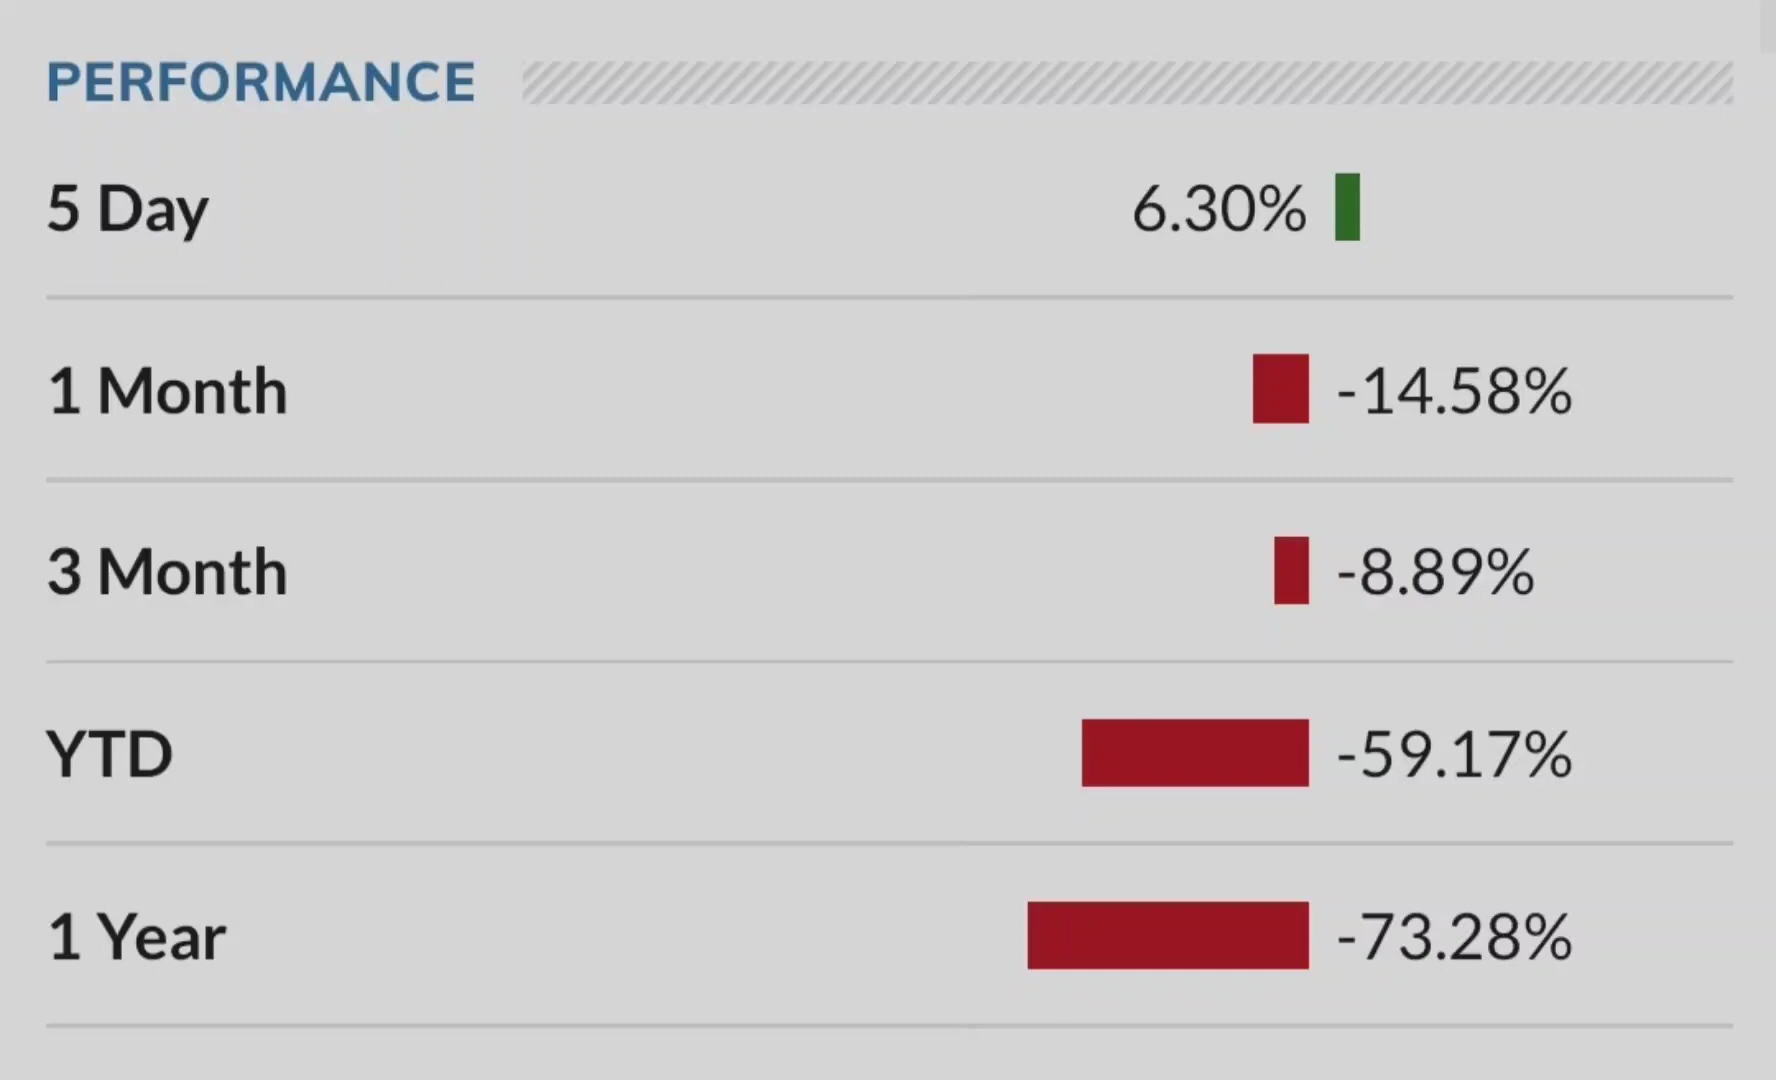 PERFORMANCE
5 Day 6.30%
1 Month -14.58%
3 Month -8.89%
YTD -59.17%
1 Year -73.28%